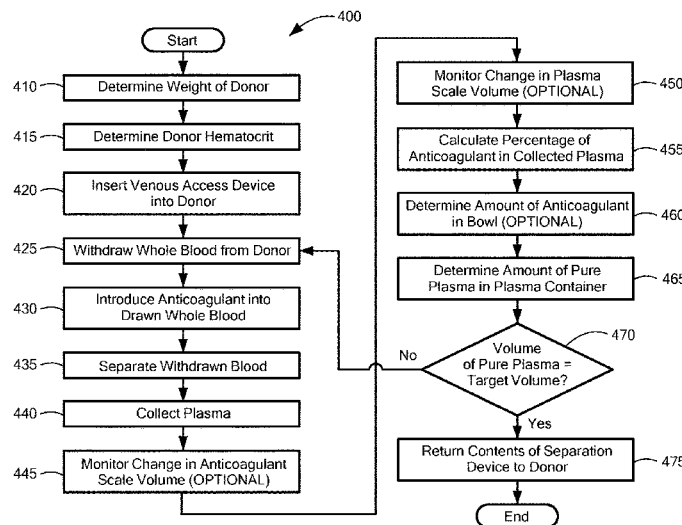 400
Start
410
Determine Weight of Donor
415
Determine Donor Hematocrit
420
Insert Venous Access Device
into Donor
425
Withdraw Whole Blood from Donor
430
Introduce Anticoagulant into
Drawn Whole Blood
435
Separate Withdrawn Blood
440
Collect Plasma
445
Monitor Change in Anticoagulant
Scale Volume (OPTIONAL)
Monitor Change in Plasma
Scale Volume (OPTIONAL)
450
Calculate Percentage of
Anticoagulant in Collected Plasma
455
Determine Amount of Anticoagulant
in Bowl (OPTIONAL)
460
Determine Amount of Pure
Plasma in Plasma Container
465
470
Volume
of Pure Plasma =
Target Volume?
No
Yes
Return Contents of Separation
Device to Donor
475
End